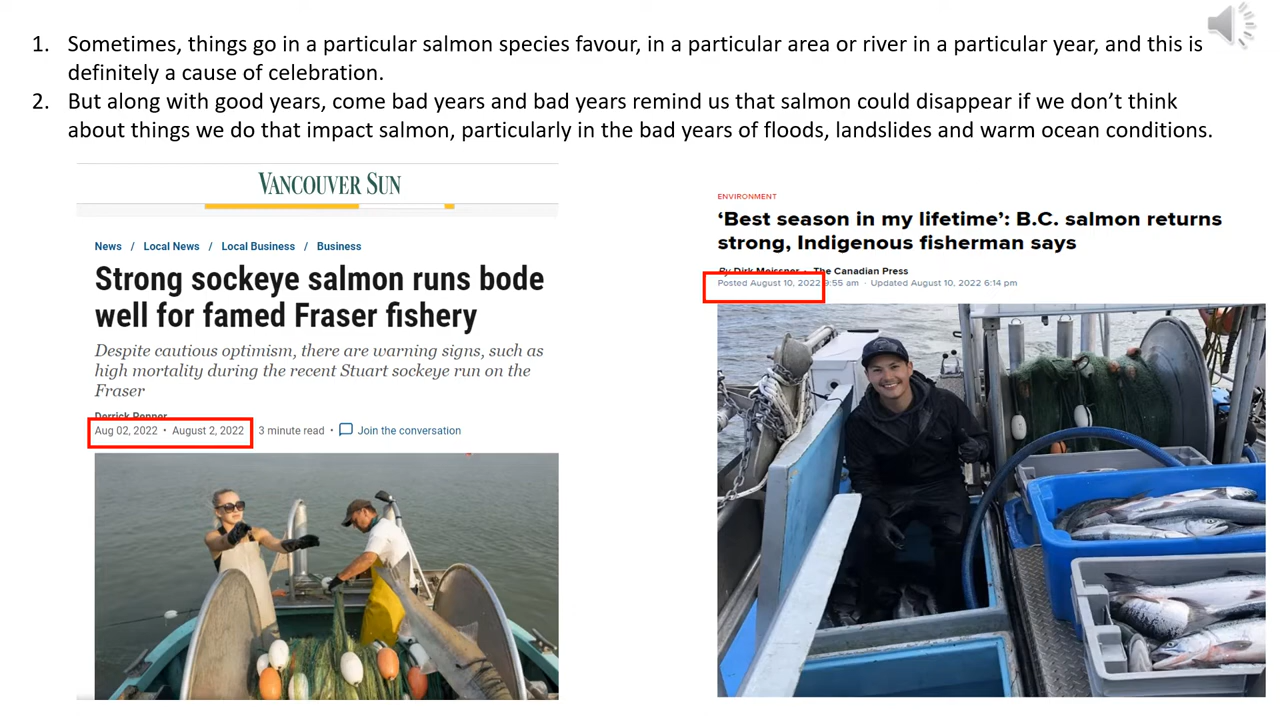 1. Sometimes, things go in a particular salmon species favour, in a particular area or river in a particular year, and this is
definitely a cause of celebration.
2. But along with good years, come bad years and bad years remind us that salmon could disappear if we don’t think
about things we do that impact salmon, particularly in the bad years of floods, landslides and warm ocean conditions.
VANCOUVER SUN
News / Local News / Local Business / Business
Strong sockeye salmon runs bode
well for famed Fraser fishery
Despite cautious optimism, there are warning signs, such as
high mortality during the recent Stuart sockeye run on the
Fraser
Derrick Penner
Aug 02, 2022 • August 2, 2022 • 3 minute read • Join the conversation
ENVIRONMENT
‘Best season in my lifetime’: B.C. salmon returns
strong, Indigenous fisherman says
By Dirk Meissner · The Canadian Press
Posted August 10, 2022 9:55 am · Updated August 10, 2022 6:14 pm